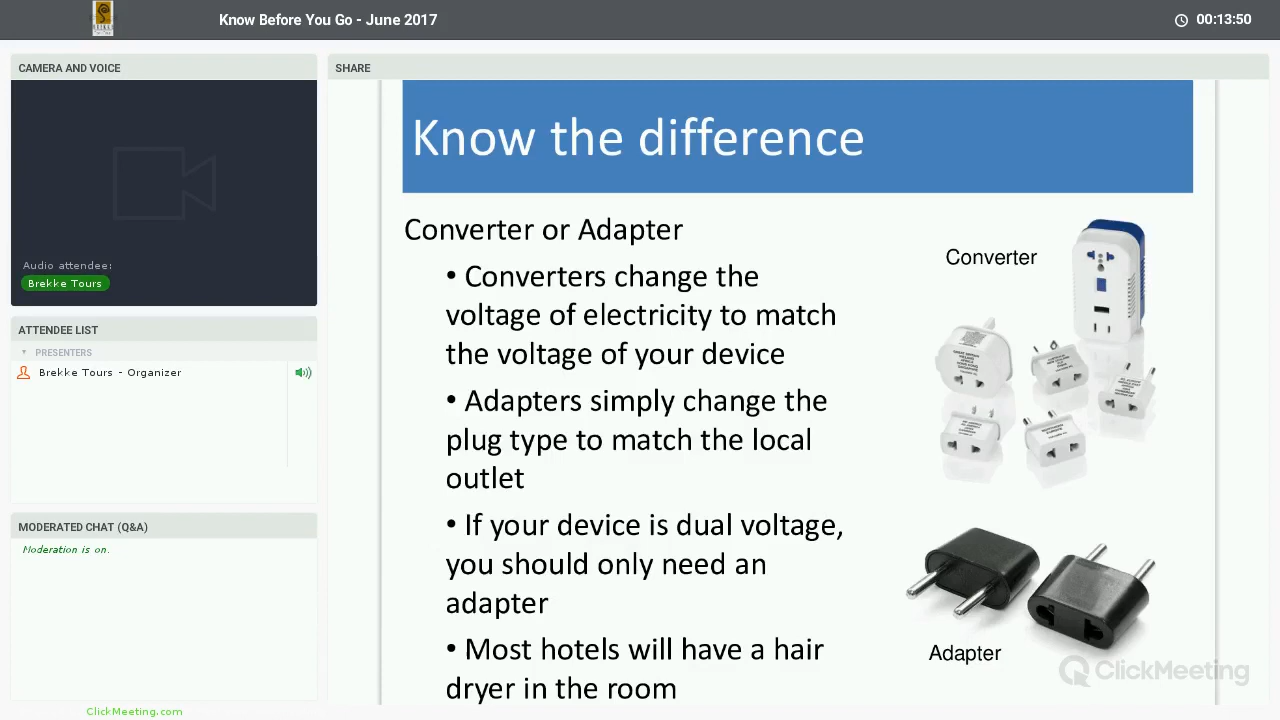 Know Before You Go - June 2017
00:13:50
CAMERA AND VOICE
Audio attendee:
Brekke Tours
ATTENDEE LIST
PRESENTERS
Brekke Tours - Organizer
MODERATED CHAT (Q&A)
Moderation is on.
ClickMeeting.com
SHARE
Know the difference
Converter or Adapter
• Converters change the
voltage of electricity to match
the voltage of your device
• Adapters simply change the
plug type to match the local
outlet
• If your device is dual voltage,
you should only need an
adapter
• Most hotels will have a hair
dryer in the room
Converter
Adapter
ClickMeeting